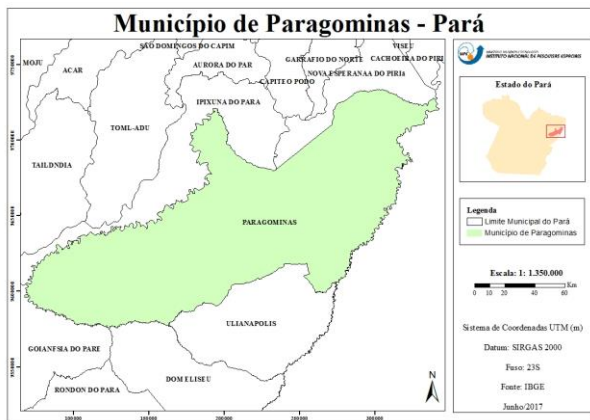 Município de Paragominas - Pará
SÃO DOMINGOS DO CAPIM
VISEU
MOJU
GARRAFIO DO NORTE
CACHOEIRA DO PIRI
ACAR
AURORA DO PAR
NOVA ESPERANAA DO PIRIA
CAPITEO POÐO
IPIXUNA DO PARA
TOML-ADU
TAILDNDIA
PARAGOMINAS
ULIANAPOLIS
GOIANESIA DO PARE
DOM ELISEU
RONDON DO PARA
INSTITUTO NACIONAL DE PESQUISAS ESPACIAIS
Estado do Pará
Legenda
Limite Municipal do Pará
Município de Paragominas
Escala: 1: 1.350.000
0 10 20 40 60 Km
Sistema de Coordenadas UTM (m)
Datum: SIRGAS 2000
Fuso: 23S
Fonte: IBGE
Junho/2017
N